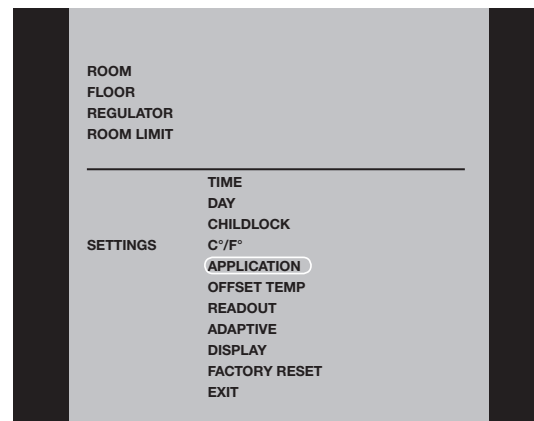 ROOM
FLOOR
REGULATOR
ROOM LIMIT
TIME
DAY
CHILDLOCK
SETTINGS C°/F°
APPLICATION
OFFSET TEMP
READOUT
ADAPTIVE
DISPLAY
FACTORY RESET
EXIT